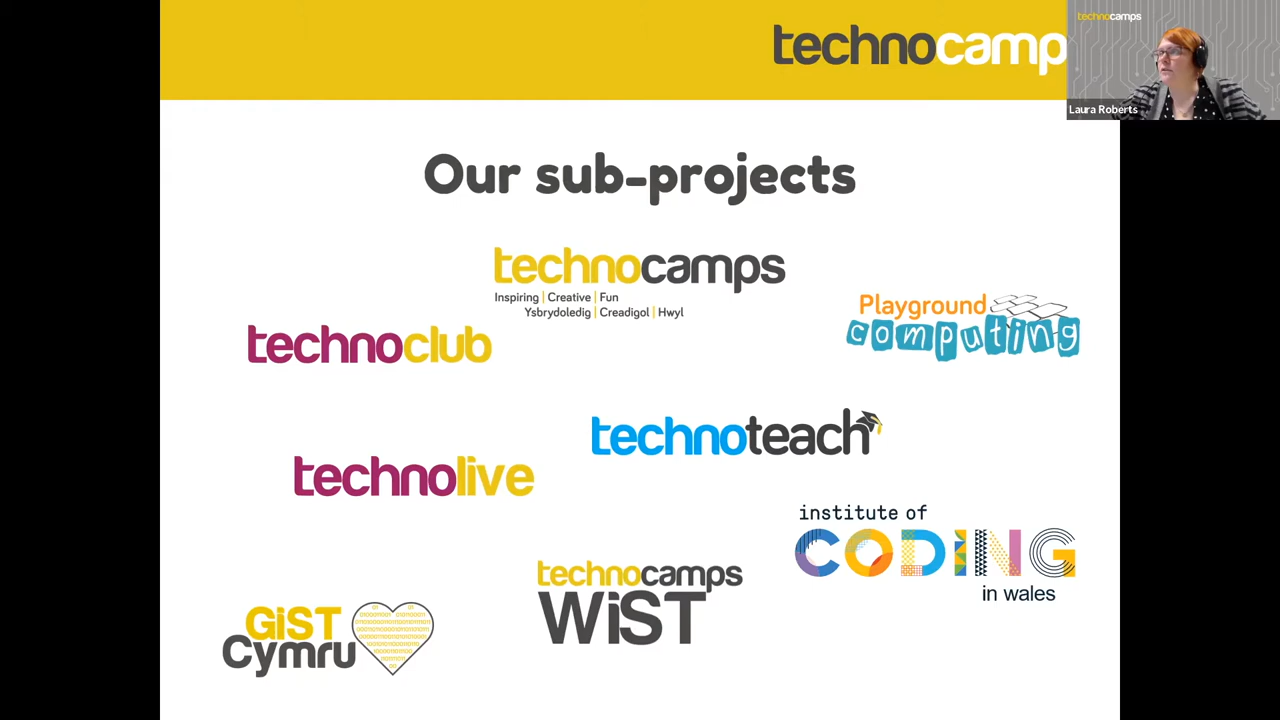 technocamp
technocamps
Laura Roberts
Our sub-projects
technocamps
Inspiring | Creative | Fun
Ysbrydoledig | Creadigol | Hwyl
Playground
computing
technoclub
technoteach
technolive
institute of
CODING
in wales
technocamps
WiST
GiST
Cymru